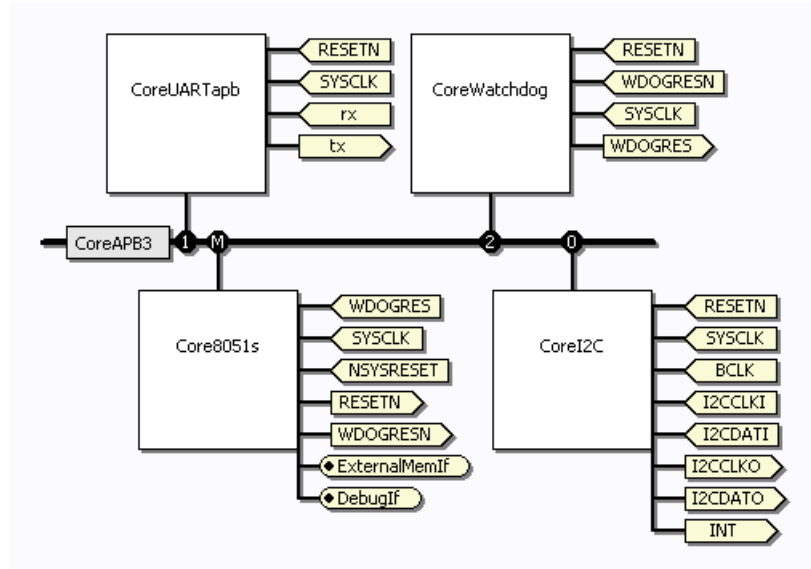 CoreUARTapb
RESETN
SYSCLK
rx
tx
CoreWatchdog
RESETN
WDOGRESN
SYSCLK
WDOGRES
CoreAPB3
1
M
2
0
Core8051s
WDOGRES
SYSCLK
NSYSRESET
RESETN
WDOGRESN
ExternalMemIf
DebugIf
CoreI2C
RESETN
SYSCLK
BCLK
I2CCLKI
I2CDATI
I2CCLKO
I2CDATO
INT